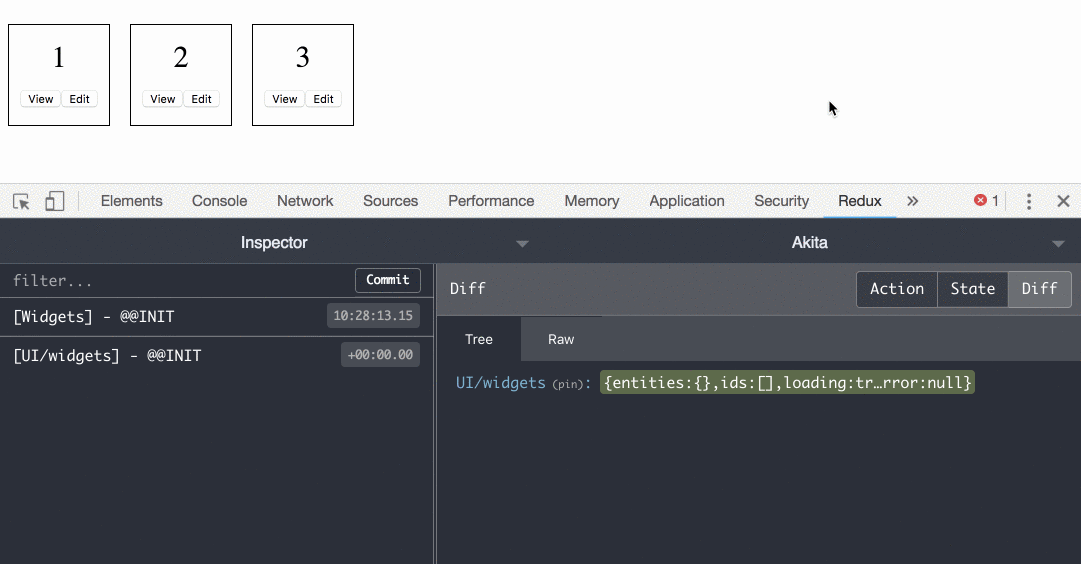 1 2 3
View Edit View Edit View Edit
Elements Console Network Sources Performance Memory Application Security Redux » 1
Inspector Akita
filter... Commit
Diff Action State Diff
[Widgets] - @@INIT 10:28:13.15
Tree Raw
[UI/widgets] - @@INIT +00:00.00
UI/widgets (pin): {entities:{},ids:[],loading:tr…rror:null}